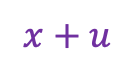 x + u